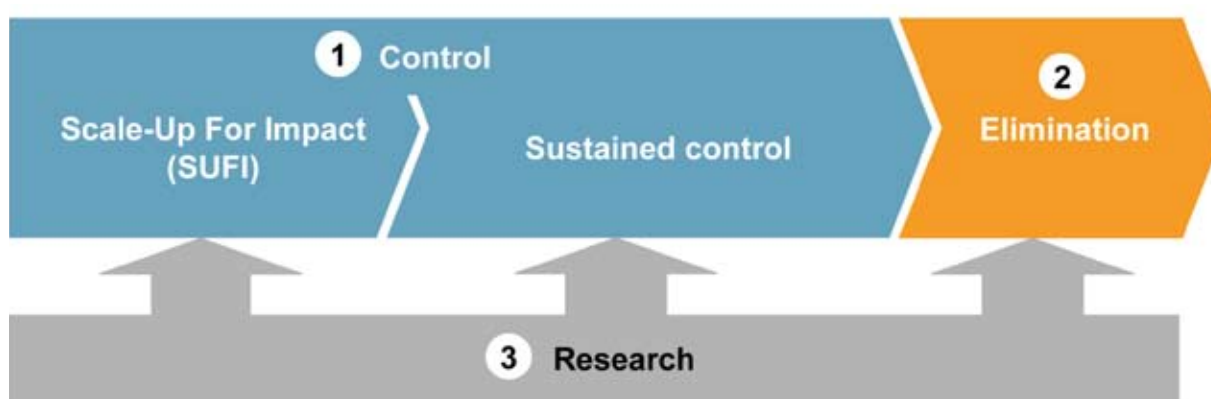 1 Control
Scale-Up For Impact
(SUFI)
Sustained control
2
Elimination
3 Research